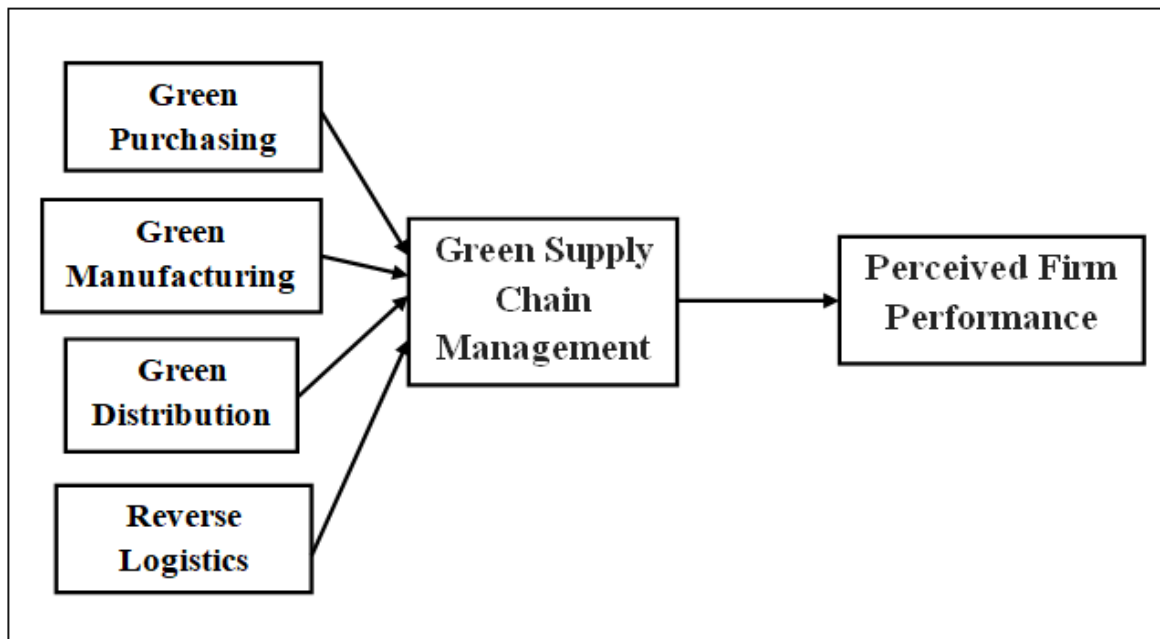 Green
Purchasing
Green
Manufacturing
Green
Distribution
Reverse
Logistics
Green Supply
Chain
Management
Perceived Firm
Performance